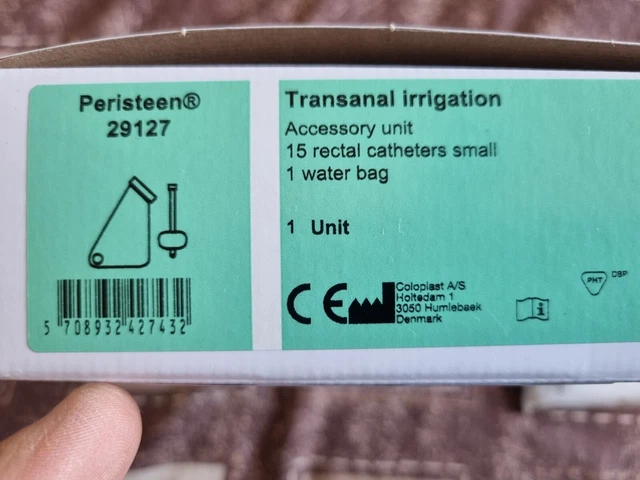 Peristeen®
29127
5 708932 427432
Transanal irrigation
Accessory unit
15 rectal catheters small
1 water bag
1 Unit
CE
Coloplast A/S
Holtedam 1
3050 Humlebaek
Denmark
PHT
DBP